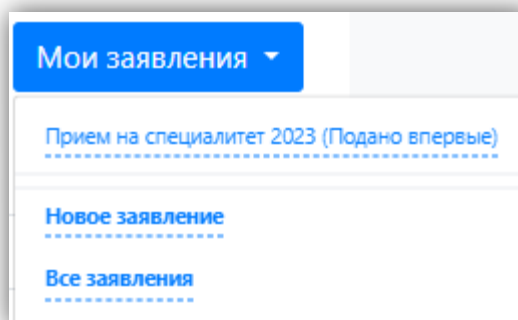 Мои заявления
Прием на специалитет 2023 (Подано впервые)
Новое заявление
Все заявления